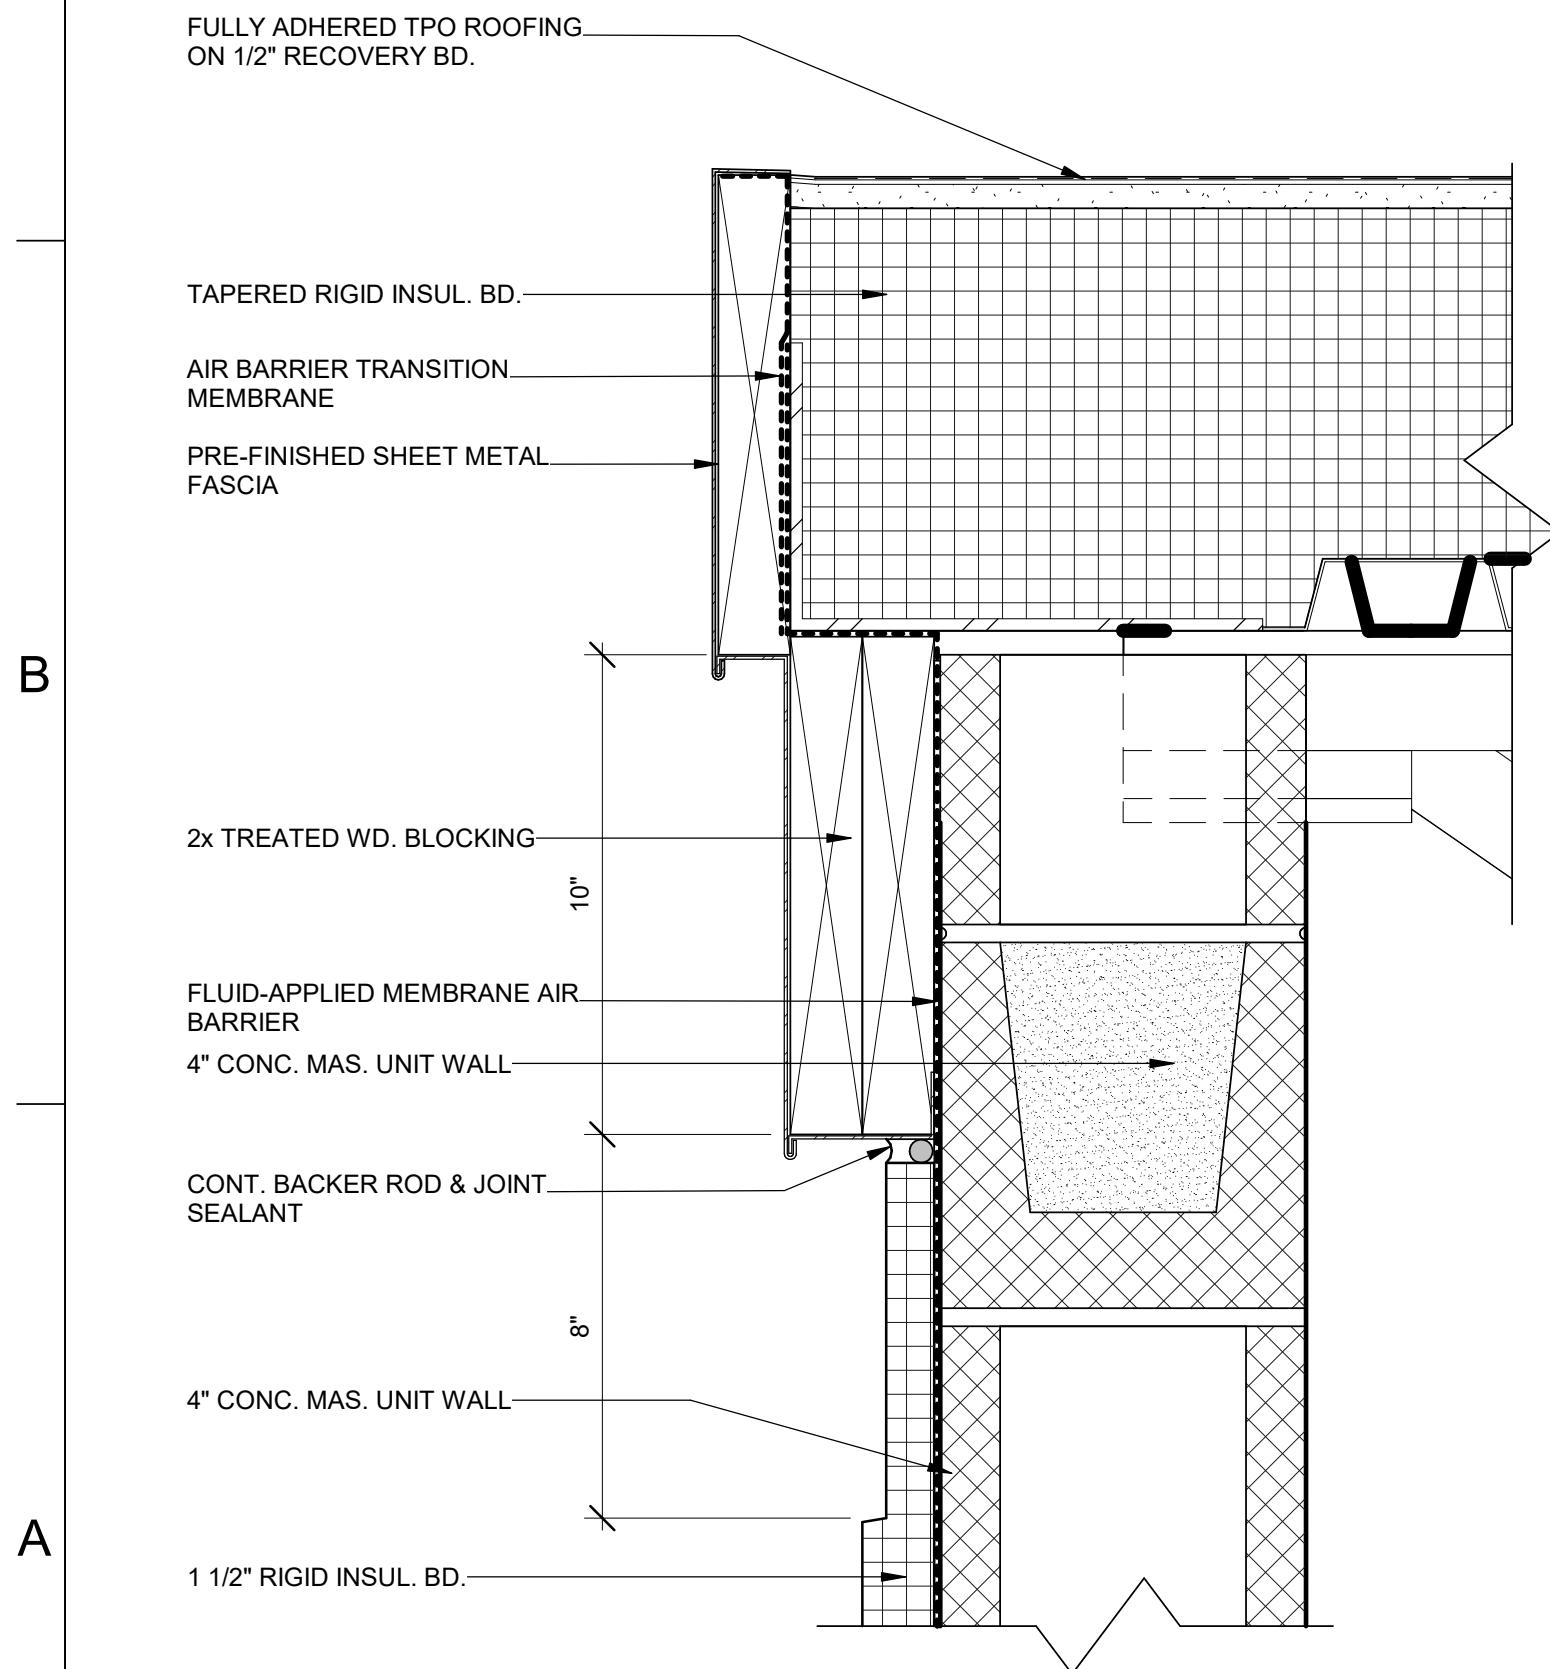 FULLY ADHERED TPO ROOFING
ON 1/2" RECOVERY BD.
TAPERED RIGID INSUL. BD.
AIR BARRIER TRANSITION
MEMBRANE
PRE-FINISHED SHEET METAL
FASCIA
B
2x TREATED WD. BLOCKING
10"
FLUID-APPLIED MEMBRANE AIR
BARRIER
4" CONC. MAS. UNIT WALL
CONT. BACKER ROD & JOINT
SEALANT
8"
4" CONC. MAS. UNIT WALL
A
1 1/2" RIGID INSUL. BD.